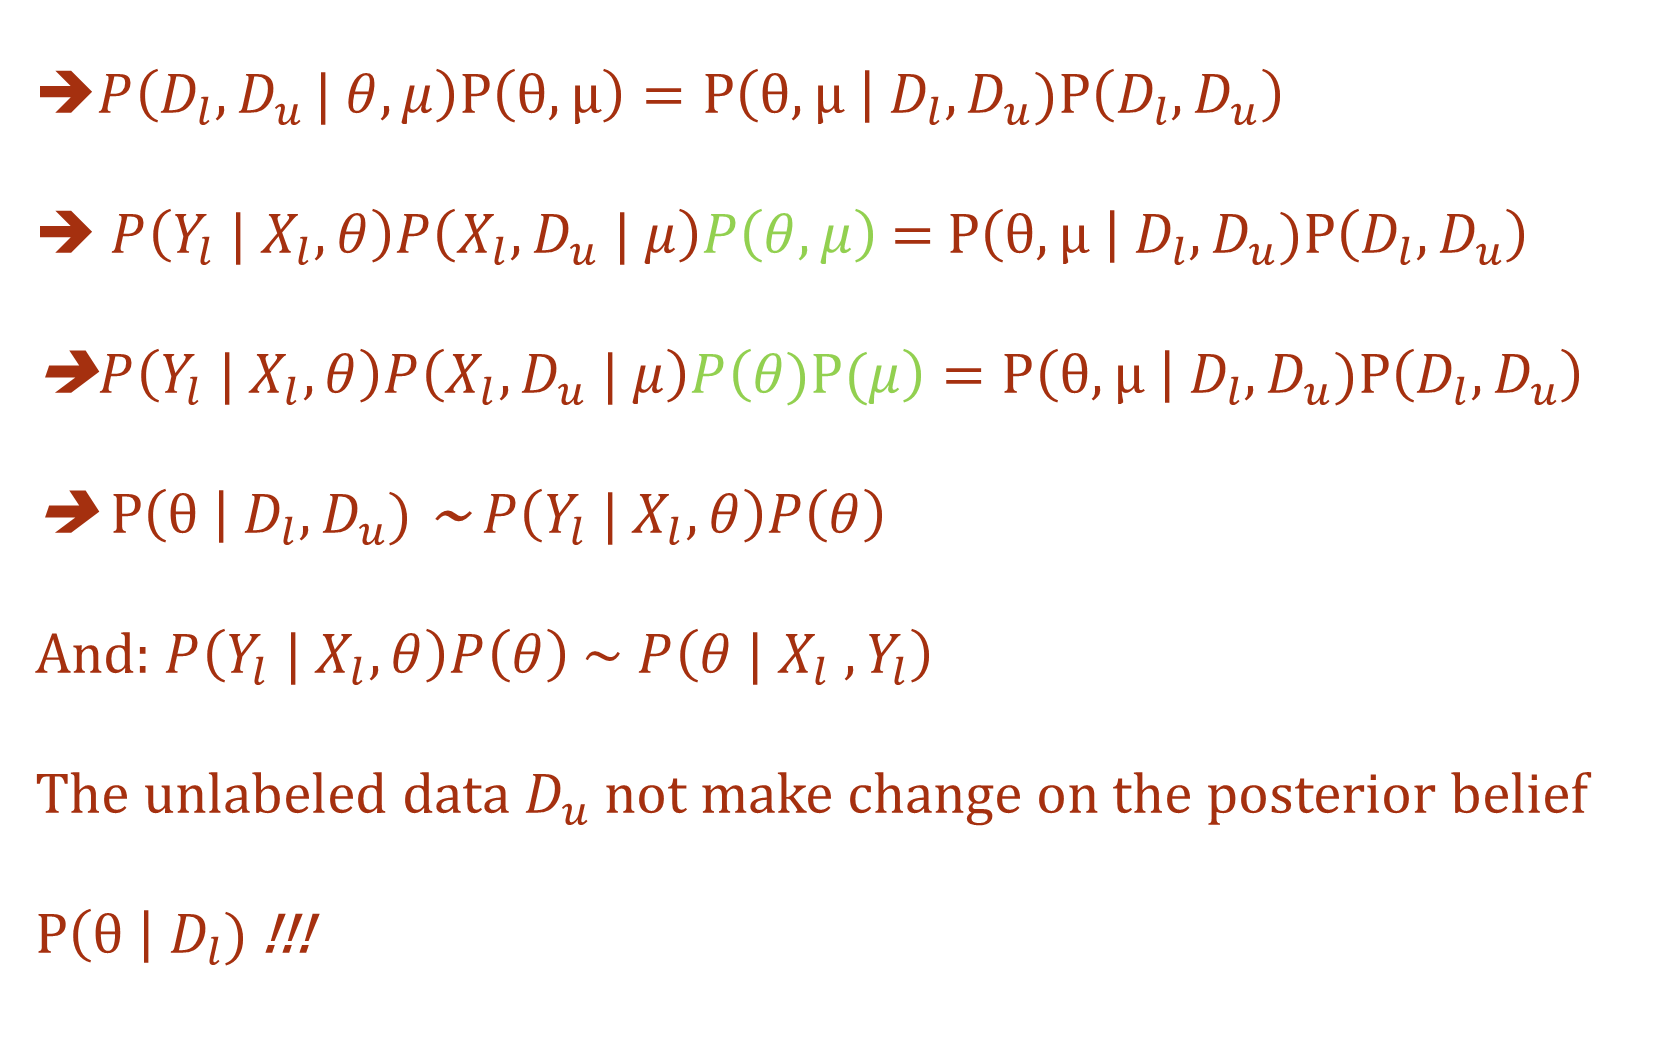 ➔P(D_l, D_u | θ, μ)P(θ, μ) = P(θ, μ | D_l, D_u)P(D_l, D_u)
➔ P(Y_l | X_l, θ)P(X_l, D_u | μ)P(θ, μ) = P(θ, μ | D_l, D_u)P(D_l, D_u)
➔P(Y_l | X_l, θ)P(X_l, D_u | μ)P(θ)P(μ) = P(θ, μ | D_l, D_u)P(D_l, D_u)
➔ P(θ | D_l, D_u) ~ P(Y_l | X_l, θ)P(θ)
And: P(Y_l | X_l, θ)P(θ) ~ P(θ | X_l , Y_l)
The unlabeled data D_u not make change on the posterior belief
P(θ | D_l) !!!